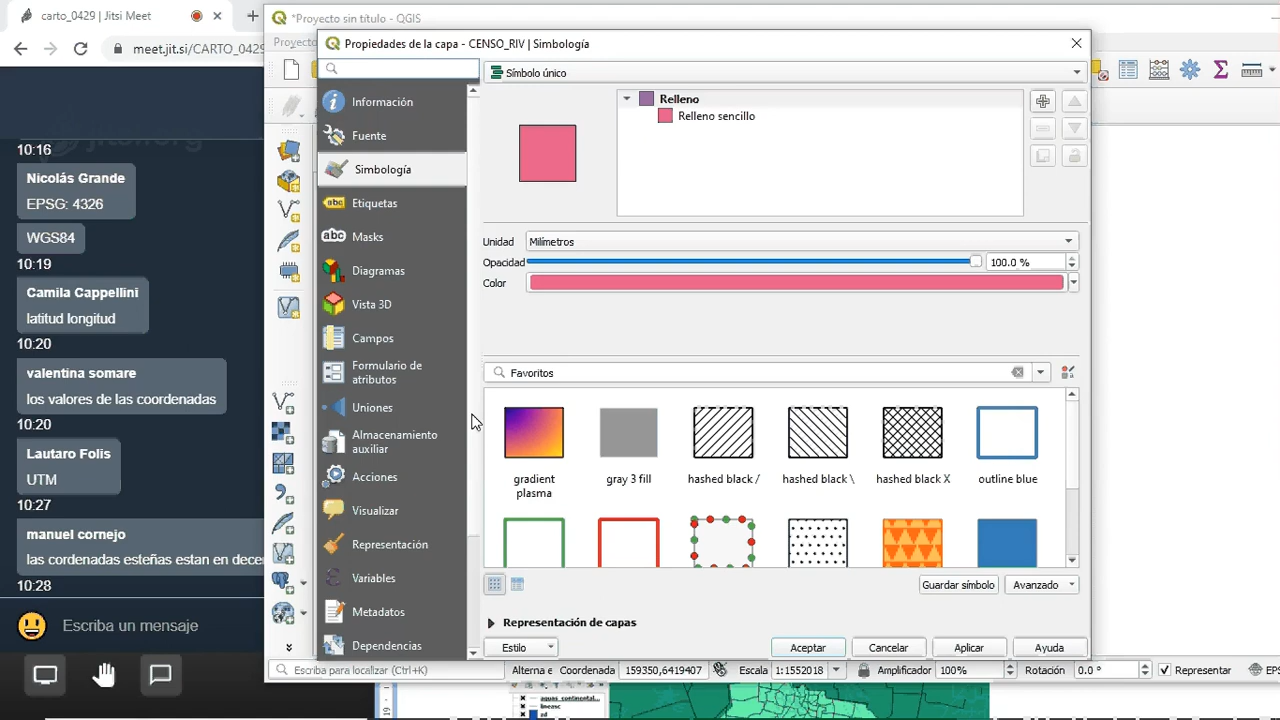 carto_0429 | Jitsi Meet
meet.jit.si/CARTO_0429
10:16
Nicolás Grande
EPSG: 4326
WGS84
10:19
Camila Cappellini
latitud longitud
10:20
valentina somare
los valores de las coordenadas
10:20
Lautaro Folis
UTM
10:27
manuel cornejo
las cordenadas esteñas estan en dece
10:28
Escriba un mensaje
*Proyecto sin título - QGIS
Proyecto
Propiedades de la capa - CENSO_RIV | Simbología
Información
Fuente
Simbología
Etiquetas
Masks
Diagramas
Vista 3D
Campos
Formulario de
atributos
Uniones
Almacenamiento
auxiliar
Acciones
Visualizar
Representación
Variables
Metadatos
Dependencias
Símbolo único
Relleno
Relleno sencillo
Unidad Milímetros
Opacidad 100.0 %
Color
Favoritos
gradient
plasma
gray 3 fill
hashed black /
hashed black \
hashed black X
outline blue
Guardar símbolo
Avanzado
Representación de capas
Estilo
Aceptar
Cancelar
Aplicar
Ayuda
Escriba para localizar (Ctrl+K)
Alterna e
Coordenada 159350,6419407
Escala 1:1552018
Amplificador 100%
Rotación 0.0 °
Representar
EPS
aguas_continental...
lineasc